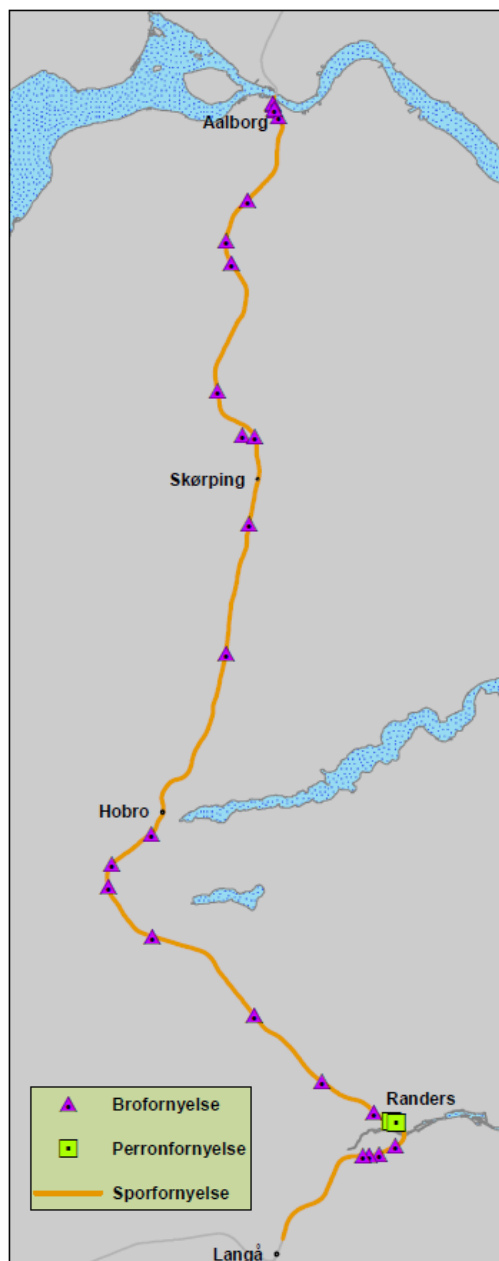 Aalborg
Skørping
Hobro
Randers
Brofornyelse
Perronfornyelse
Sporfornyelse
Langå